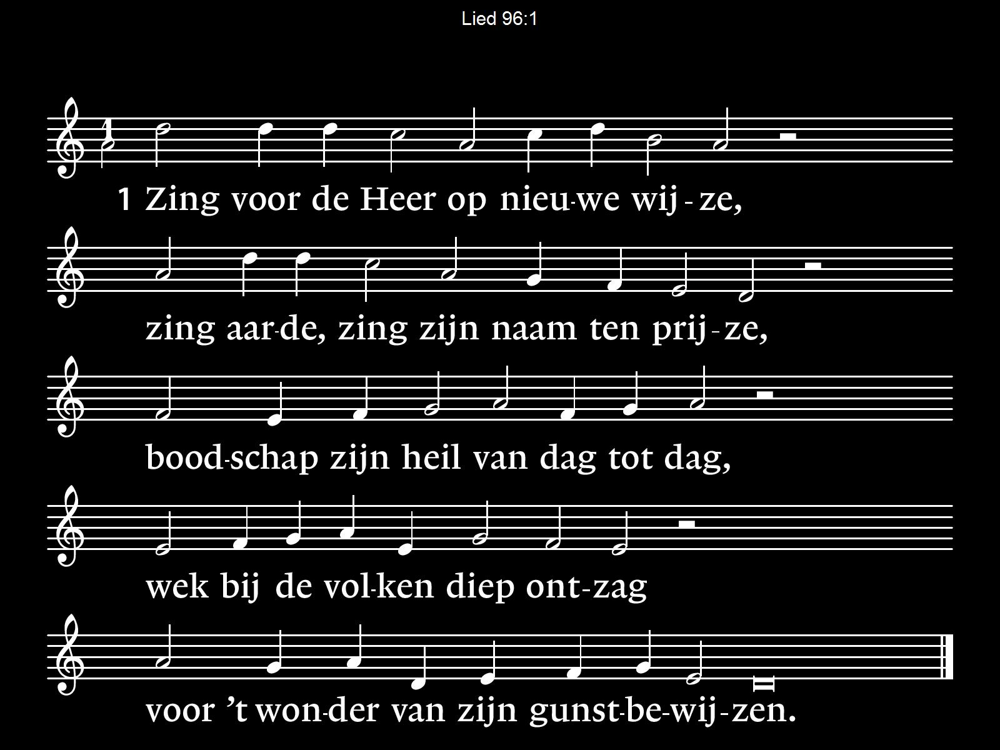 Lied 96:1
1 Zing voor de Heer op nieu-we wij-ze,
zing aar-de, zing zijn naam ten prij-ze,
bood-schap zijn heil van dag tot dag,
wek bij de vol-ken diep ont-zag
voor ’t won-der van zijn gunst-be-wij-zen.